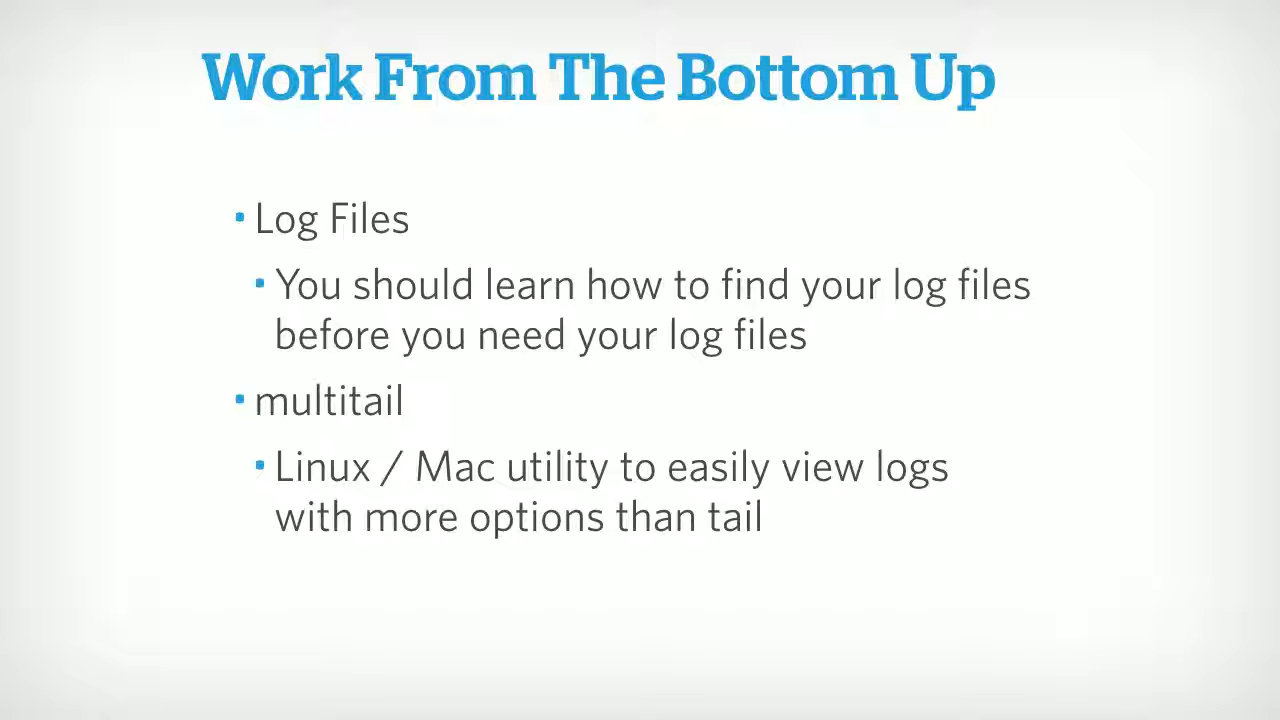 Work From The Bottom Up
• Log Files
• You should learn how to find your log files
before you need your log files
• multitail
• Linux / Mac utility to easily view logs
with more options than tail